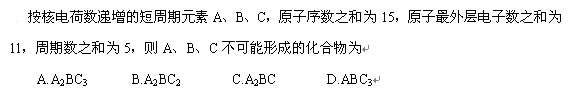 按核电荷数递增的短周期元素 A、B、C，原子序数之和为 15，原子最外层电子数之和为
11，周期数之和为 5，则 A、B、C 不可能形成的化合物为↵
A.A₂BC₃ B.A₂BC₂ C.A₂BC D.ABC₃↵